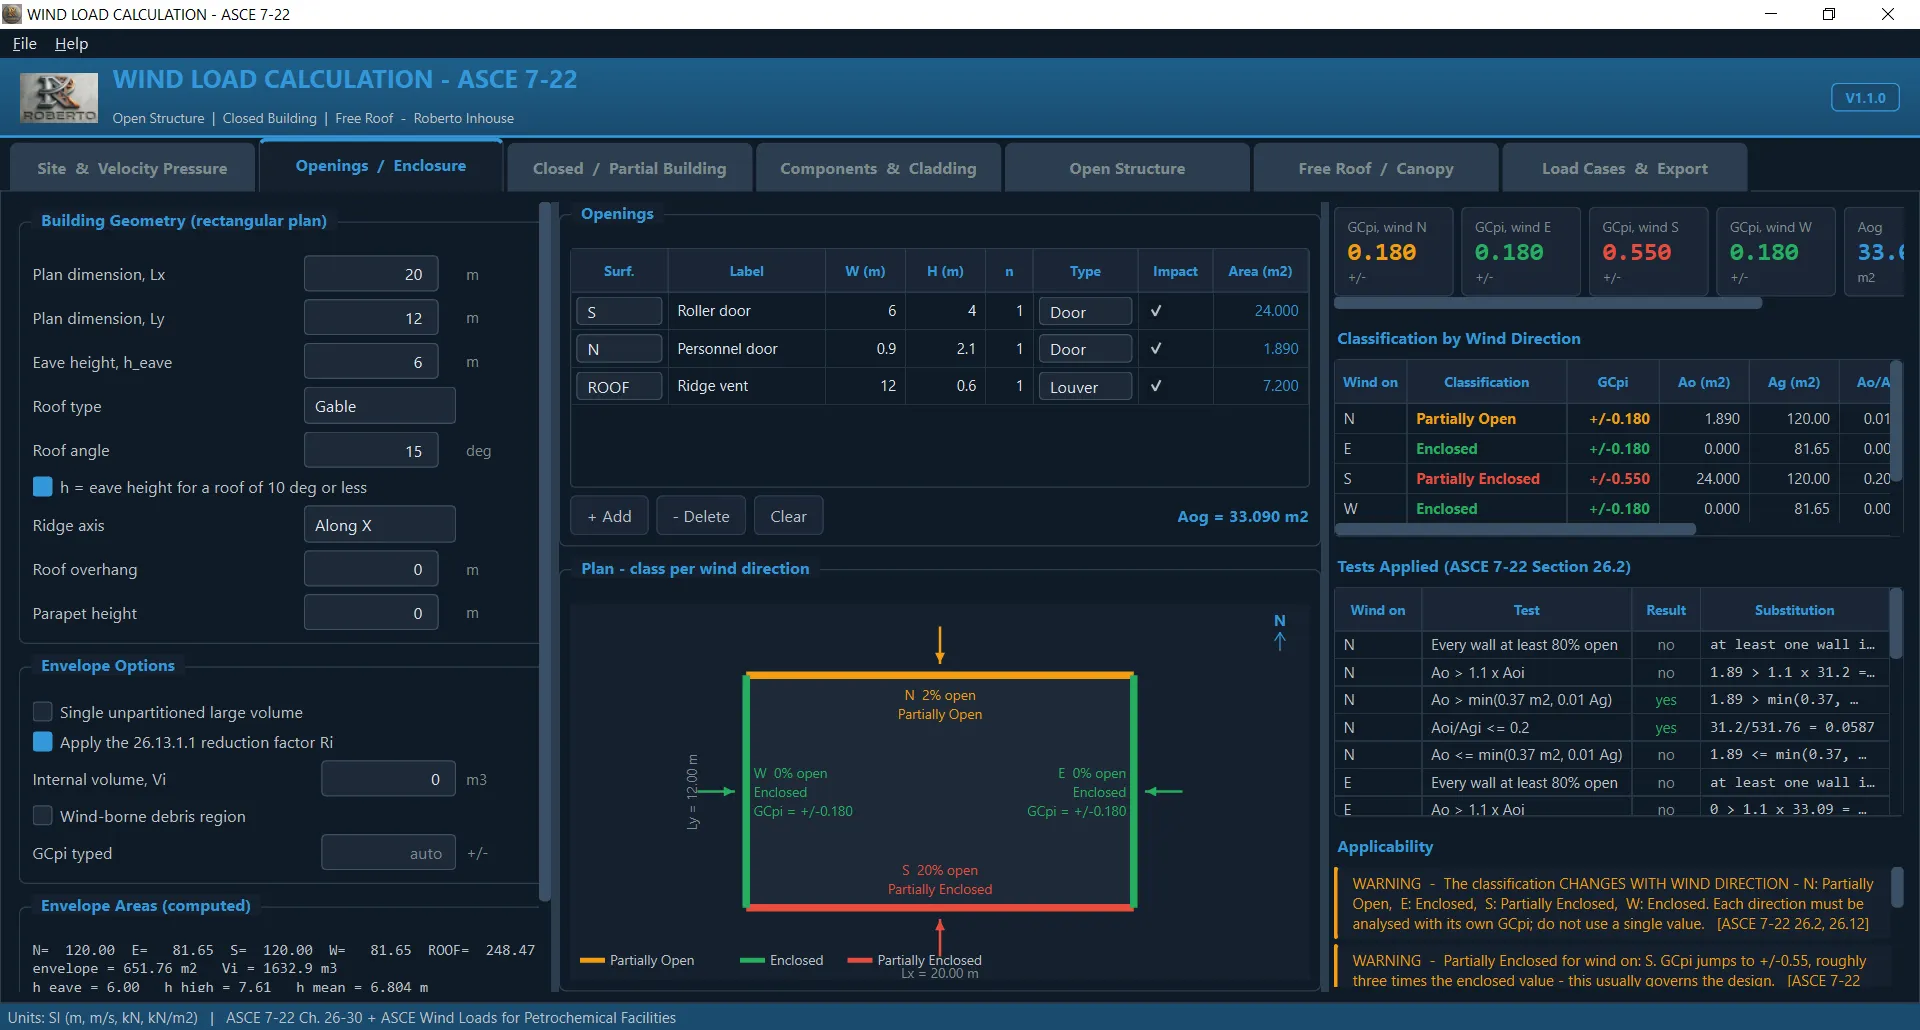 WIND LOAD CALCULATION - ASCE 7-22
File Help
ROBERTO
WIND LOAD CALCULATION - ASCE 7-22
Open Structure | Closed Building | Free Roof - Roberto Inhouse
V1.1.0
Site & Velocity Pressure
Openings / Enclosure
Closed / Partial Building
Components & Cladding
Open Structure
Free Roof / Canopy
Load Cases & Export
Building Geometry (rectangular plan)
Plan dimension, Lx 20 m
Plan dimension, Ly 12 m
Eave height, h_eave 6 m
Roof type Gable
Roof angle 15 deg
h = eave height for a roof of 10 deg or less
Ridge axis Along X
Roof overhang 0 m
Parapet height 0 m
Envelope Options
Single unpartitioned large volume
Apply the 26.13.1.1 reduction factor Ri
Internal volume, Vi 0 m3
Wind-borne debris region
GCpi typed auto +/-
Envelope Areas (computed)
N= 120.00 E= 81.65 S= 120.00 W= 81.65 ROOF= 248.47
envelope = 651.76 m2 Vi = 1632.9 m3
h eave = 6.00 h high = 7.61 h mean = 6.804 m
Openings
Surf. Label W (m) H (m) n Type Impact Area (m2)
S Roller door 6 4 1 Door ✓ 24.000
N Personnel door 0.9 2.1 1 Door ✓ 1.890
ROOF Ridge vent 12 0.6 1 Louver ✓ 7.200
+ Add - Delete Clear Aog = 33.090 m2
Plan - class per wind direction
N
N 2% open
Partially Open
Ly = 12.00 m
W 0% open
Enclosed
GCpi = +/-0.180
E 0% open
Enclosed
GCpi = +/-0.180
S 20% open
Partially Enclosed
Partially Open Enclosed Partially Enclosed
Lx = 20.00 m
GCpi, wind N
0.180
+/-
GCpi, wind E
0.180
+/-
GCpi, wind S
0.550
+/-
GCpi, wind W
0.180
+/-
Aog
33.0
m2
Classification by Wind Direction
Wind on Classification GCpi Ao (m2) Ag (m2) Ao/A
N Partially Open +/-0.180 1.890 120.00 0.01
E Enclosed +/-0.180 0.000 81.65 0.00
S Partially Enclosed +/-0.550 24.000 120.00 0.20
W Enclosed +/-0.180 0.000 81.65 0.00
Tests Applied (ASCE 7-22 Section 26.2)
Wind on Test Result Substitution
N Every wall at least 80% open no at least one wall i…
N Ao > 1.1 x Aoi no 1.89 > 1.1 x 31.2 =…
N Ao > min(0.37 m2, 0.01 Ag) yes 1.89 > min(0.37, …
N Aoi/Agi <= 0.2 yes 31.2/531.76 = 0.0587
N Ao <= min(0.37 m2, 0.01 Ag) no 1.89 <= min(0.37, …
E Every wall at least 80% open no at least one wall i…
E Ao > 1.1 x Aoi no 0 > 1.1 x 33.09 = …
Applicability
WARNING - The classification CHANGES WITH WIND DIRECTION - N: Partially
Open, E: Enclosed, S: Partially Enclosed, W: Enclosed. Each direction must be
analysed with its own GCpi; do not use a single value. [ASCE 7-22 26.2, 26.12]
WARNING - Partially Enclosed for wind on: S. GCpi jumps to +/-0.55, roughly
three times the enclosed value - this usually governs the design. [ASCE 7-22
Units: SI (m, m/s, kN, kN/m2) | ASCE 7-22 Ch. 26-30 + ASCE Wind Loads for Petrochemical Facilities